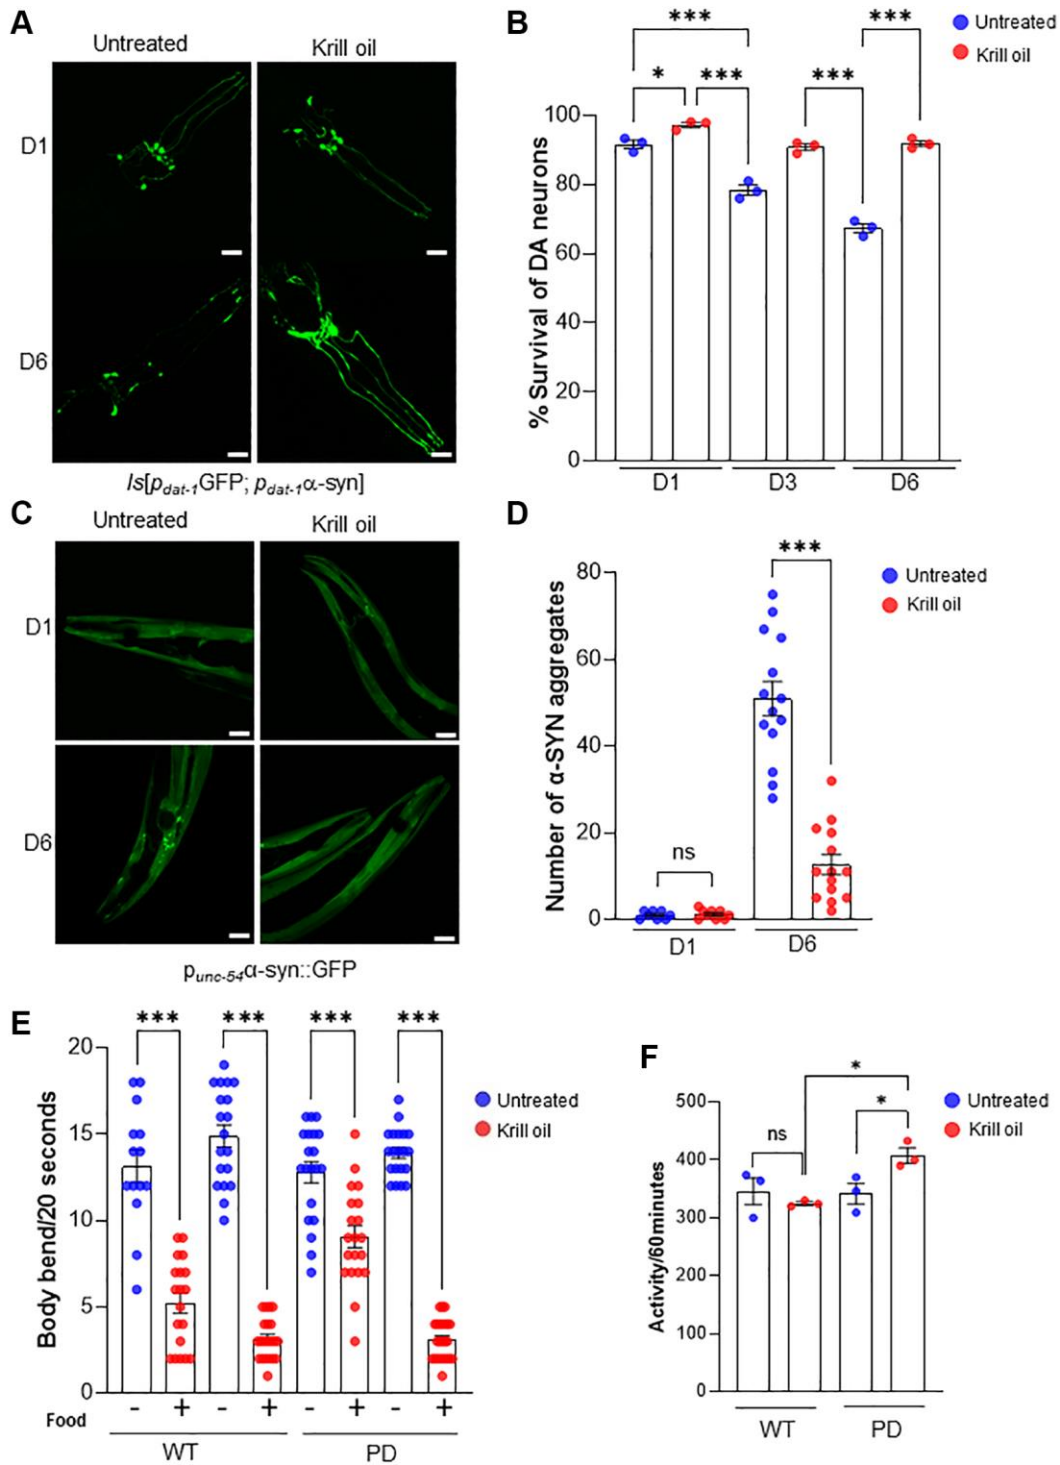 A
Untreated
Krill oil
D1
D6
Is[pdat-1GFP; pdat-1α-syn]
B
***
***
*
***
***
Untreated
Krill oil
% Survival of DA neurons
100
80
60
40
20
0
D1
D3
D6
C
Untreated
Krill oil
D1
D6
punc-54α-syn::GFP
D
***
ns
Untreated
Krill oil
Number of α-SYN aggregates
80
60
40
20
0
D1
D6
E
***
***
***
***
Untreated
Krill oil
Body bend/20 seconds
20
15
10
5
0
Food
-
+
-
+
-
+
-
+
WT
PD
F
*
*
ns
Untreated
Krill oil
Activity/60minutes
500
400
300
200
100
0
WT
PD